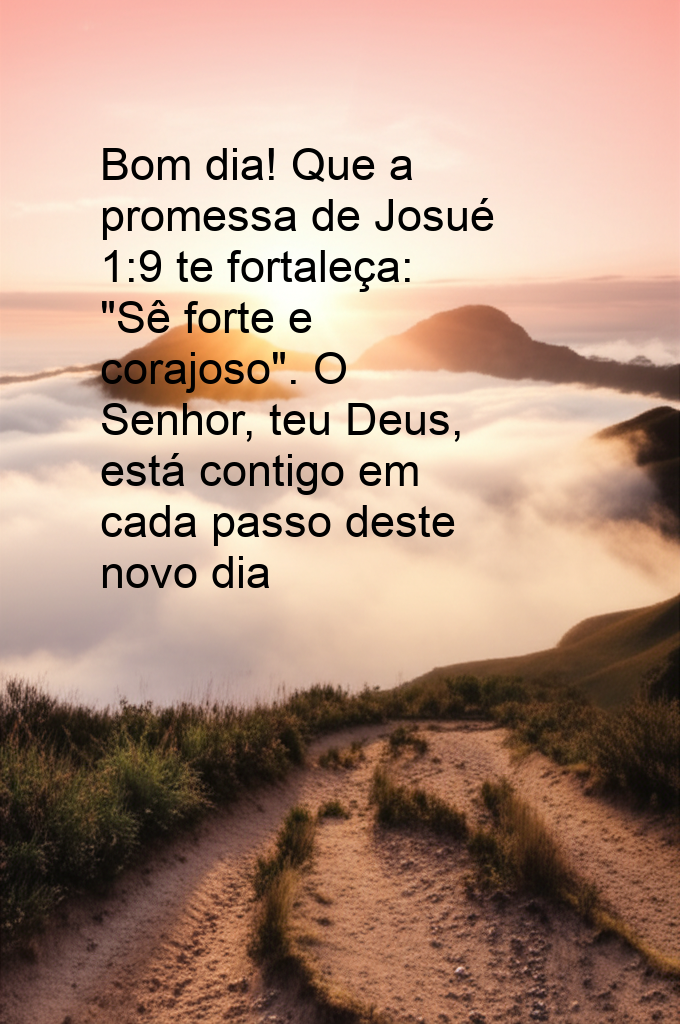 Bom dia! Que a
promessa de Josué
1:9 te fortaleça:
"Sê forte e
corajoso". O
Senhor, teu Deus,
está contigo em
cada passo deste
novo dia